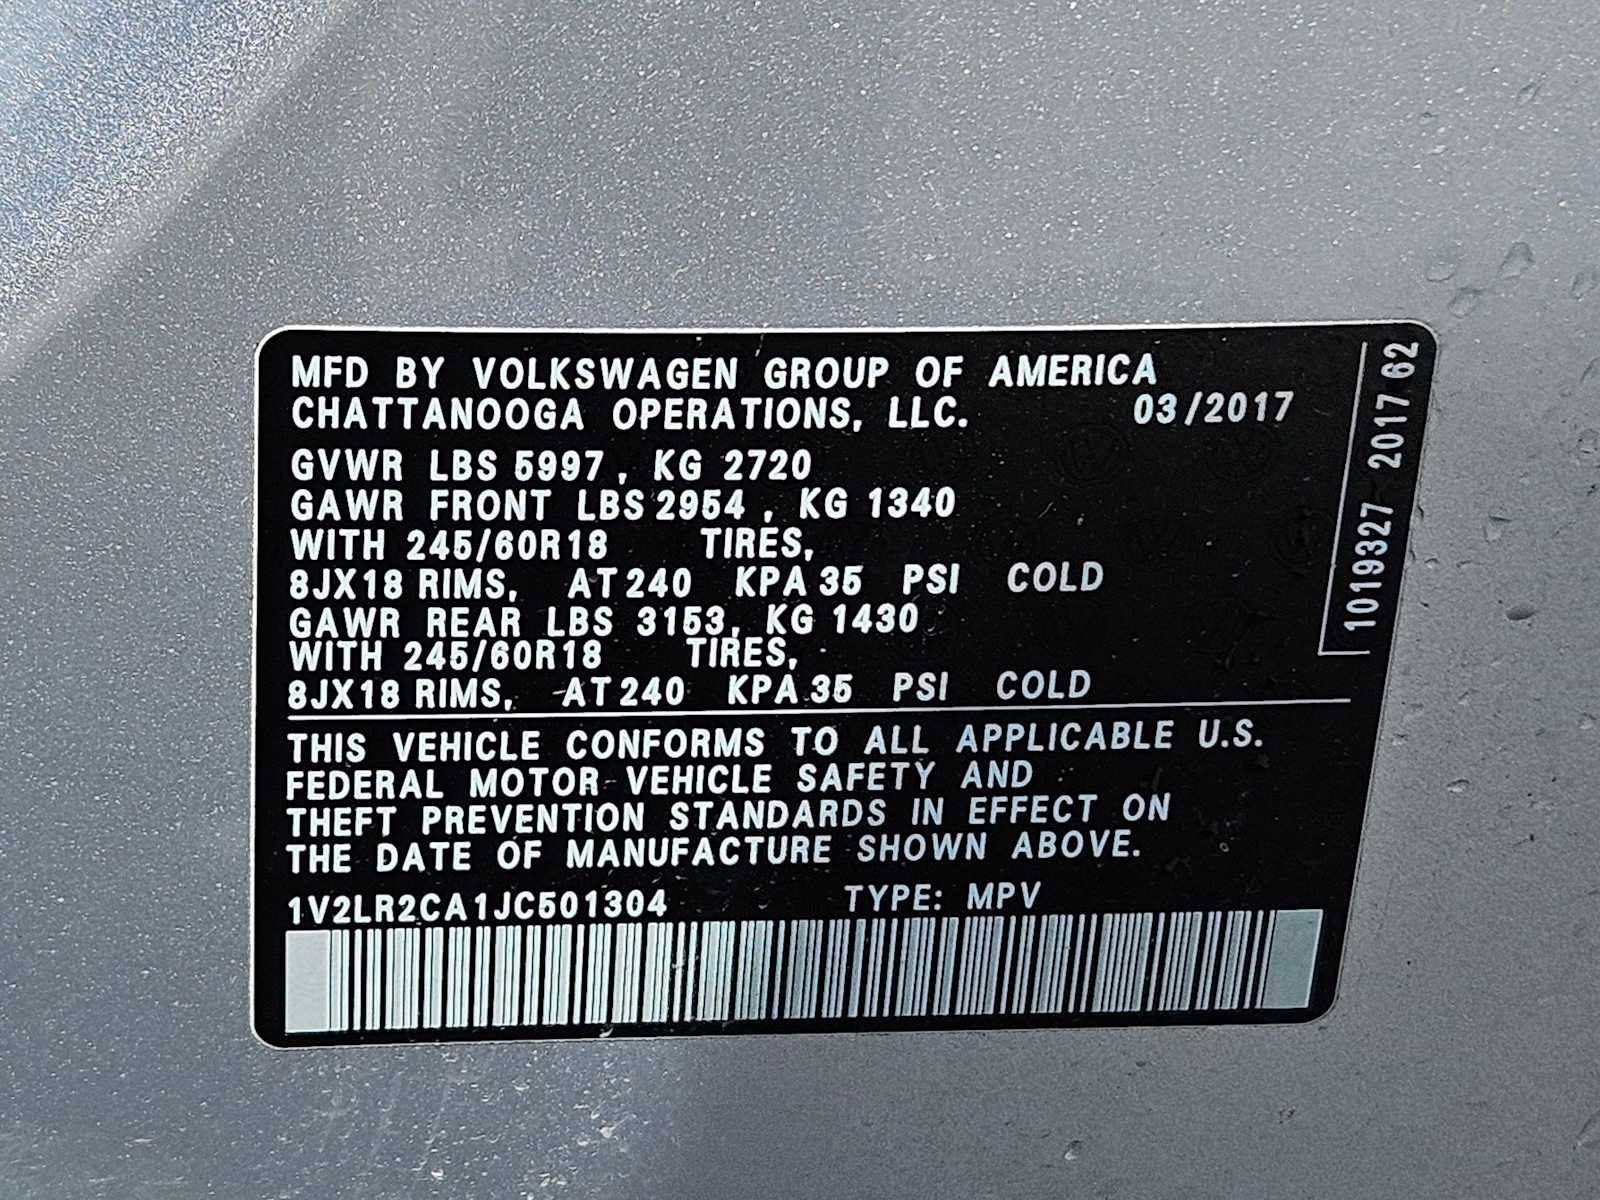 MFD BY VOLKSWAGEN GROUP OF AMERICA
CHATTANOOGA OPERATIONS, LLC. 03/2017
GVWR LBS 5997, KG 2720
GAWR FRONT LBS 2954, KG 1340
WITH 245/60R18 TIRES,
8JX18 RIMS, AT 240 KPA 35 PSI COLD
GAWR REAR LBS 3153, KG 1430
WITH 245/60R18 TIRES,
8JX18 RIMS, AT 240 KPA 35 PSI COLD
THIS VEHICLE CONFORMS TO ALL APPLICABLE U.S.
FEDERAL MOTOR VEHICLE SAFETY AND
THEFT PREVENTION STANDARDS IN EFFECT ON
THE DATE OF MANUFACTURE SHOWN ABOVE.
1V2LR2CA1JC501304 TYPE: MPV
1019327 2017 62